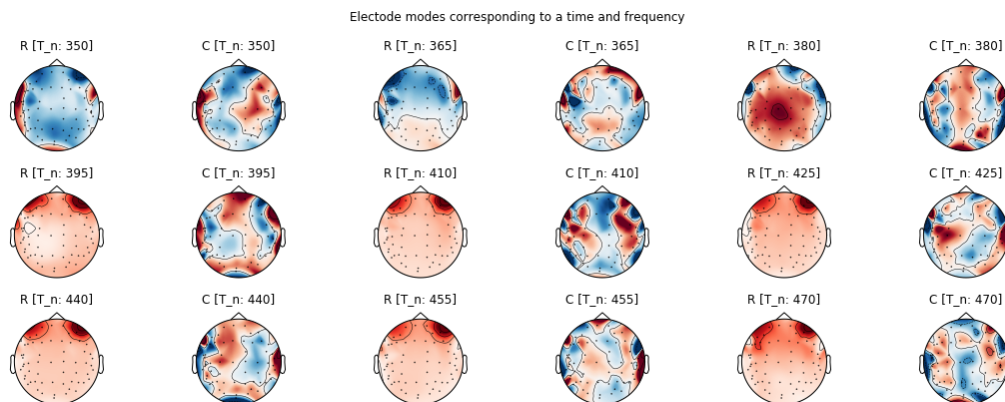 Electode modes corresponding to a time and frequency
R [T_n: 350] C [T_n: 350] R [T_n: 365] C [T_n: 365] R [T_n: 380] C [T_n: 380]
R [T_n: 395] C [T_n: 395] R [T_n: 410] C [T_n: 410] R [T_n: 425] C [T_n: 425]
R [T_n: 440] C [T_n: 440] R [T_n: 455] C [T_n: 455] R [T_n: 470] C [T_n: 470]